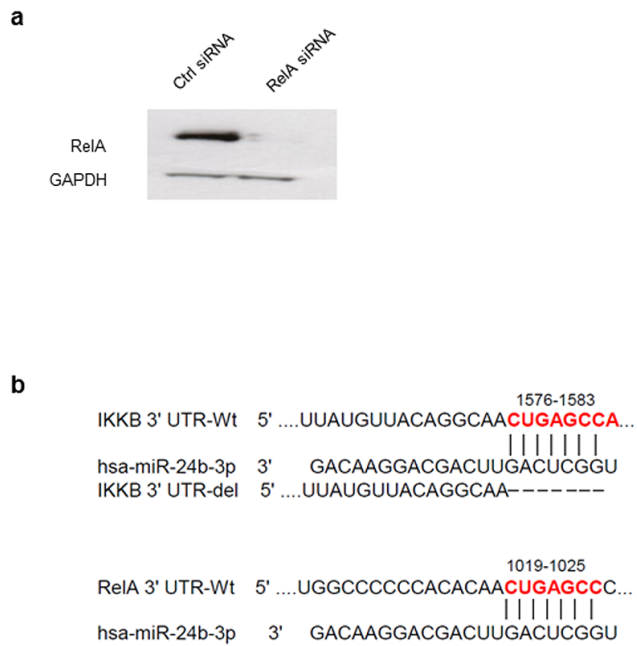 a
Ctrl siRNA RelA siRNA
RelA
GAPDH
b
1576-1583
IKKB 3' UTR-Wt 5' ....UUAUGUUACAGGCAACUGAGCCA...
hsa-miR-24b-3p 3' GACAAGGACGACUUGACUCGGU
IKKB 3' UTR-del 5' ....UUAUGUUACAGGCAA-------
1019-1025
RelA 3' UTR-Wt 5' ....UGGCCCCCCACACAACUGAGCCC...
hsa-miR-24b-3p 3' GACAAGGACGACUUGACUCGGU